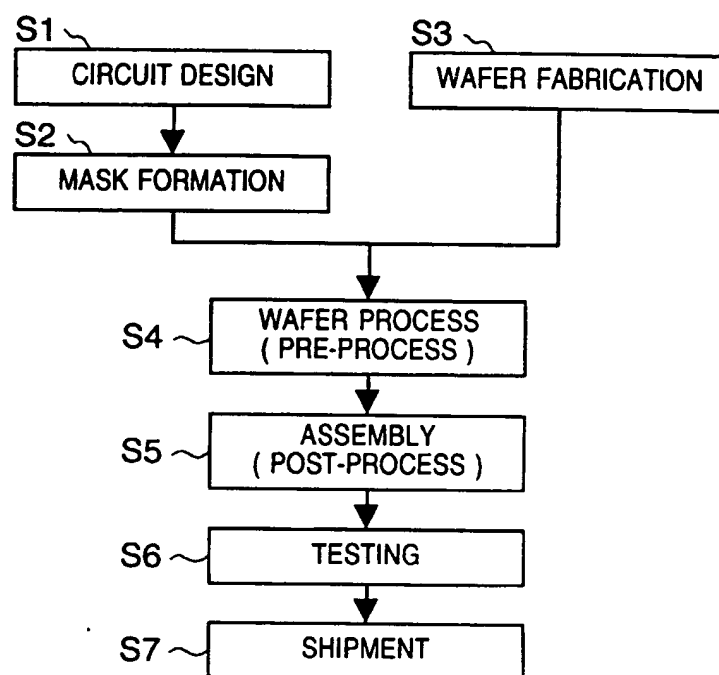 S1
CIRCUIT DESIGN
S3
WAFER FABRICATION
S2
MASK FORMATION
S4
WAFER PROCESS
( PRE-PROCESS )
S5
ASSEMBLY
( POST-PROCESS )
S6
TESTING
S7
SHIPMENT